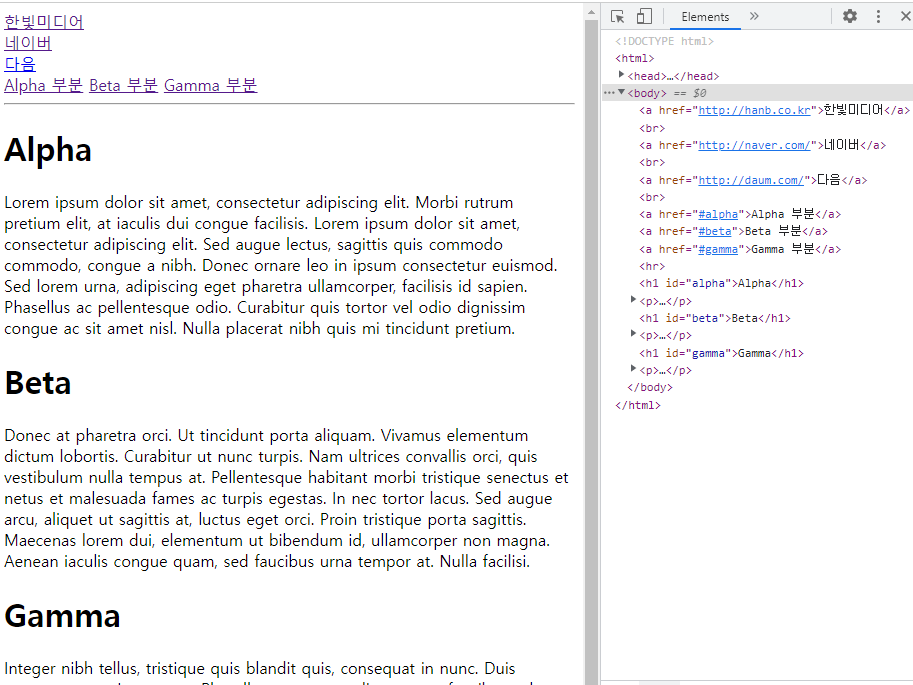 한빛미디어
네이버
다음
Alpha 부분 Beta 부분 Gamma 부분
Alpha
Lorem ipsum dolor sit amet, consectetur adipiscing elit. Morbi rutrum
pretium elit, at iaculis dui congue facilisis. Lorem ipsum dolor sit amet,
consectetur adipiscing elit. Sed augue lectus, sagittis quis commodo
commodo, congue a nibh. Donec ornare leo in ipsum consectetur euismod.
Sed lorem urna, adipiscing eget pharetra ullamcorper, facilisis id sapien.
Phasellus ac pellentesque odio. Curabitur quis tortor vel odio dignissim
congue ac sit amet nisl. Nulla placerat nibh quis mi tincidunt pretium.
Beta
Donec at pharetra orci. Ut tincidunt porta aliquam. Vivamus elementum
dictum lobortis. Curabitur ut nunc turpis. Nam ultrices convallis orci, quis
vestibulum nulla tempus at. Pellentesque habitant morbi tristique senectus et
netus et malesuada fames ac turpis egestas. In nec tortor lacus. Sed augue
arcu, aliquet ut sagittis at, luctus eget orci. Proin tristique porta sagittis.
Maecenas lorem dui, elementum ut bibendum id, ullamcorper non magna.
Aenean iaculis congue quam, sed faucibus urna tempor at. Nulla facilisi.
Gamma
Integer nibh tellus, tristique quis blandit quis, consequat in nunc. Duis
Elements
<!DOCTYPE html>
<html>
<head>…</head>
<body> == $0
<a href="http://hanb.co.kr">한빛미디어</a>
<br>
<a href="http://naver.com/">네이버</a>
<br>
<a href="http://daum.com/">다음</a>
<br>
<a href="#alpha">Alpha 부분</a>
<a href="#beta">Beta 부분</a>
<a href="#gamma">Gamma 부분</a>
<hr>
<h1 id="alpha">Alpha</h1>
<p>…</p>
<h1 id="beta">Beta</h1>
<p>…</p>
<h1 id="gamma">Gamma</h1>
<p>…</p>
</body>
</html>